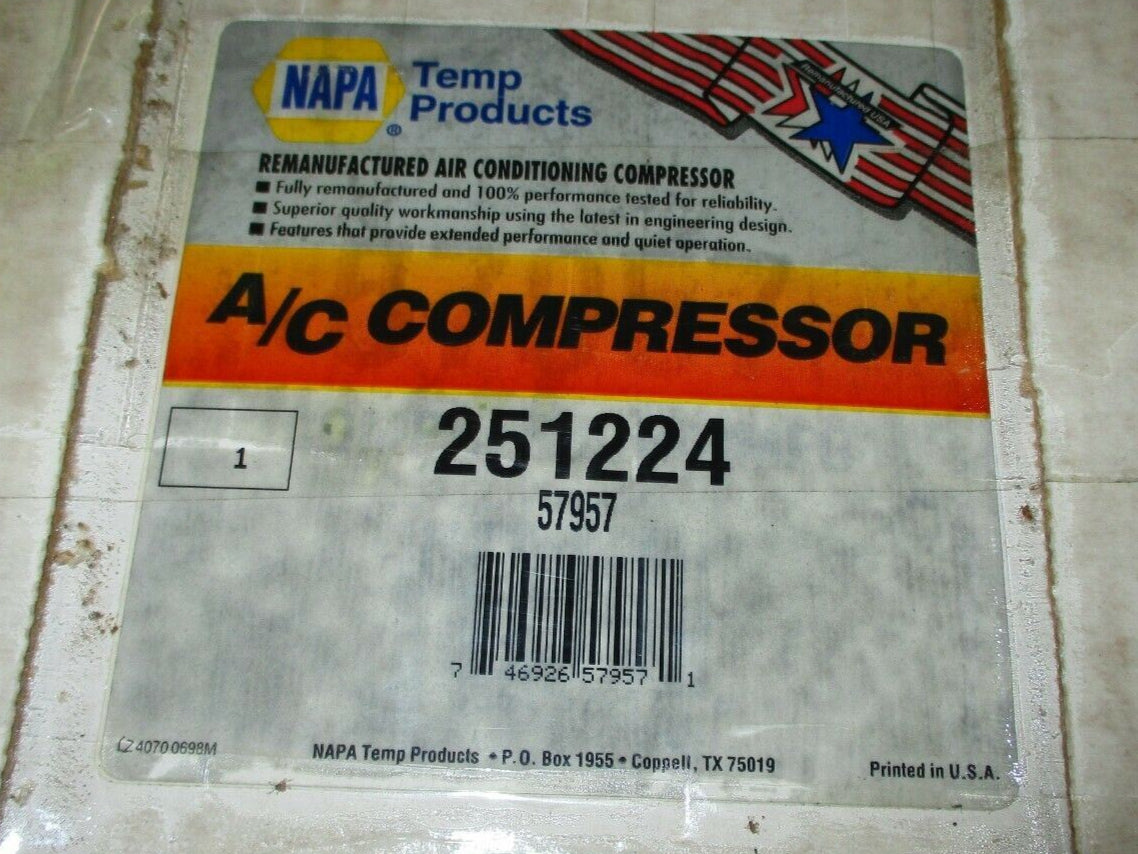 NAPA®
Temp
Products
Remanufactured USA
REMANUFACTURED AIR CONDITIONING COMPRESSOR
■ Fully remanufactured and 100% performance tested for reliability.
■ Superior quality workmanship using the latest in engineering design.
■ Features that provide extended performance and quiet operation.
A/C COMPRESSOR
1
251224
57957
7 46926 57957 1
LZ 4070 0698M
NAPA Temp Products • P.O. Box 1955 • Coppell, TX 75019
Printed in U.S.A.